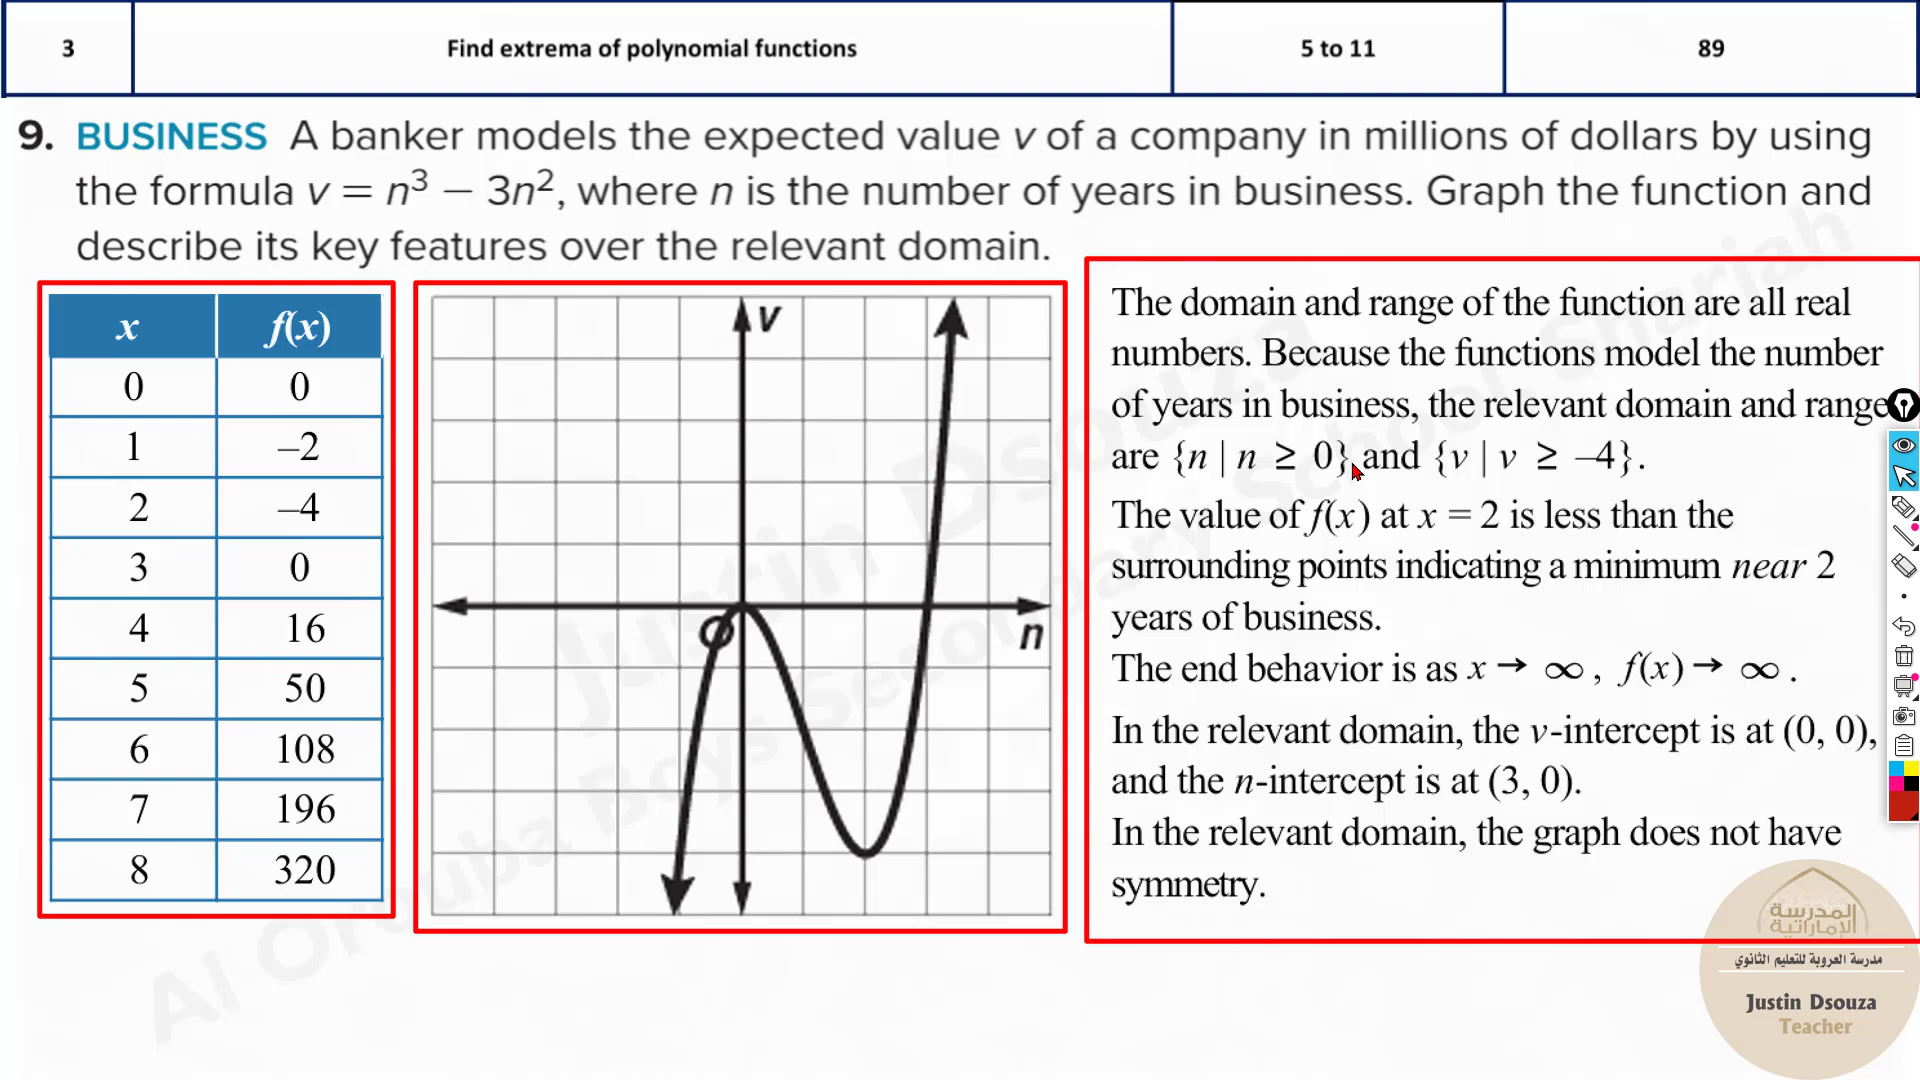 3
Find extrema of polynomial functions
5 to 11
89
9. BUSINESS A banker models the expected value v of a company in millions of dollars by using
the formula v = n³ – 3n², where n is the number of years in business. Graph the function and
describe its key features over the relevant domain.
x f(x)
0 0
1 –2
2 –4
3 0
4 16
5 50
6 108
7 196
8 320
v
O
n
The domain and range of the function are all real
numbers. Because the functions model the number
of years in business, the relevant domain and range
are {n | n ≥ 0} and {v | v ≥ –4}.
The value of f(x) at x = 2 is less than the
surrounding points indicating a minimum near 2
years of business.
The end behavior is as x → ∞ , f(x) → ∞ .
In the relevant domain, the v-intercept is at (0, 0),
and the n-intercept is at (3, 0).
In the relevant domain, the graph does not have
symmetry.
Justin Dsouza
Al Orouba Boys Secondary School Sharjah
المدرسة
الإماراتية
مدرسة العروبة للتعليم الثانوي
Justin Dsouza
Teacher